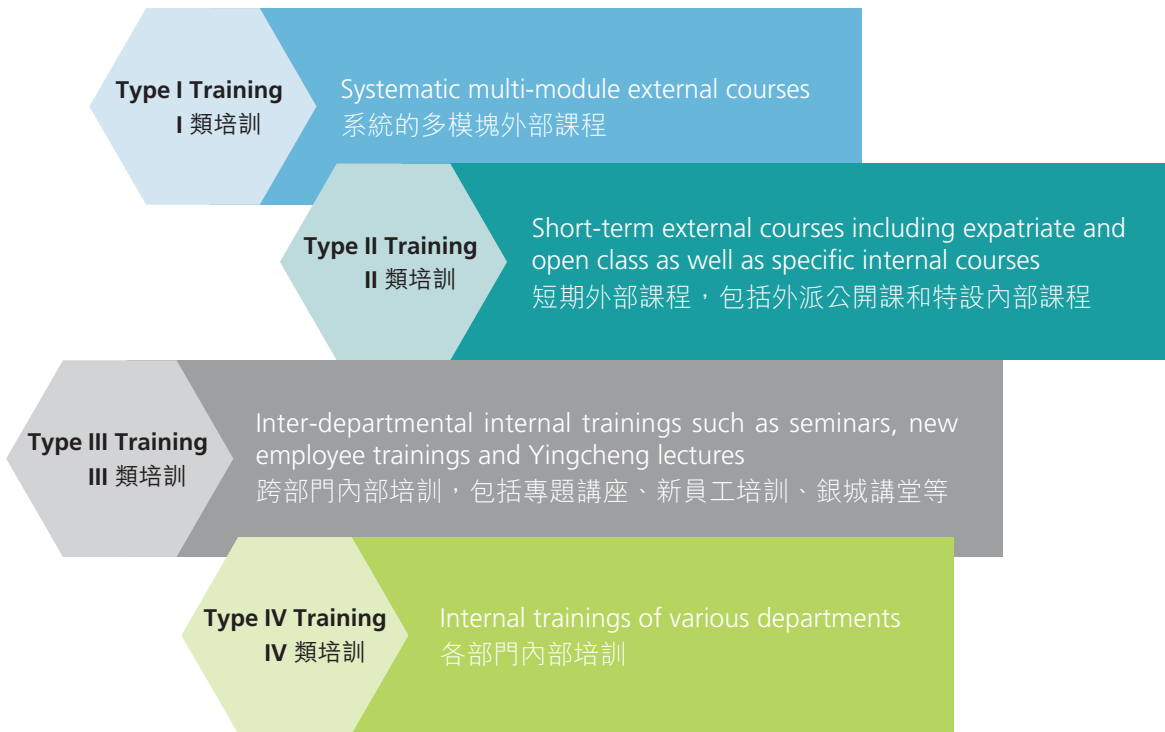 Type I Training
I 類培訓
Systematic multi-module external courses
系統的多模塊外部課程
Type II Training
II 類培訓
Short-term external courses including expatriate and
open class as well as specific internal courses
短期外部課程，包括外派公開課和特設內部課程
Type III Training
III 類培訓
Inter-departmental internal trainings such as seminars, new
employee trainings and Yingcheng lectures
跨部門內部培訓，包括專題講座、新員工培訓、銀城講堂等
Type IV Training
IV 類培訓
Internal trainings of various departments
各部門內部培訓